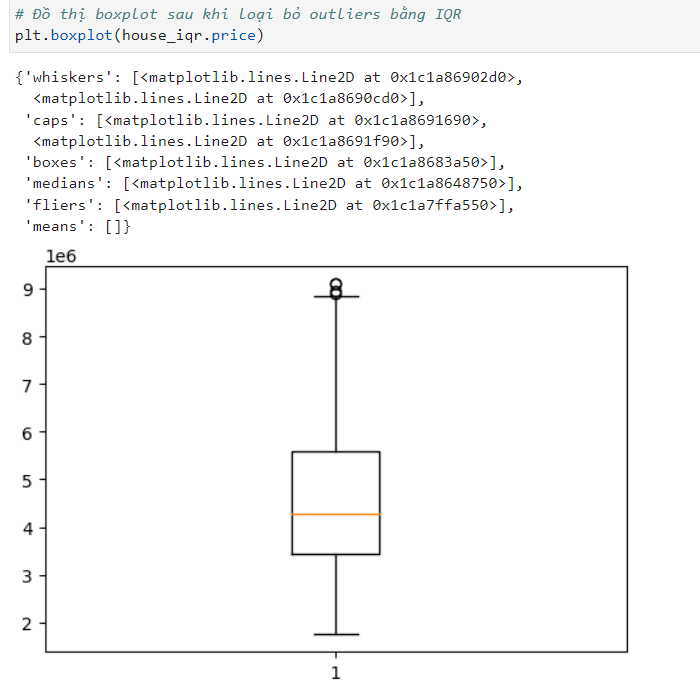 # Đồ thị boxplot sau khi loại bỏ outliers bằng IQR
plt.boxplot(house_iqr.price)
{'whiskers': [<matplotlib.lines.Line2D at 0x1c1a86902d0>,
  <matplotlib.lines.Line2D at 0x1c1a8690cd0>],
 'caps': [<matplotlib.lines.Line2D at 0x1c1a8691690>,
  <matplotlib.lines.Line2D at 0x1c1a8691f90>],
 'boxes': [<matplotlib.lines.Line2D at 0x1c1a8683a50>],
 'medians': [<matplotlib.lines.Line2D at 0x1c1a8648750>],
 'fliers': [<matplotlib.lines.Line2D at 0x1c1a7ffa550>],
 'means': []}
1e6
9
8
7
6
5
4
3
2
1